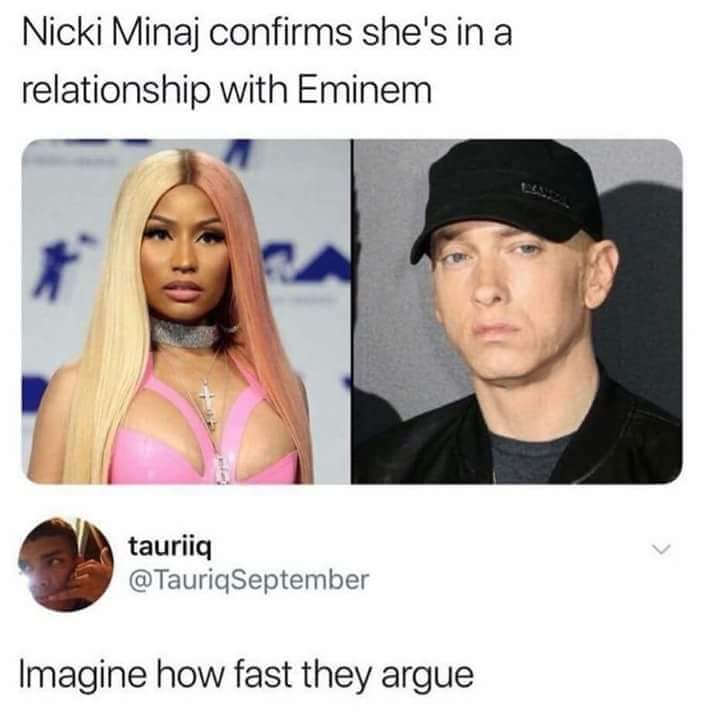 Nicki Minaj confirms she's in a
relationship with Eminem
tauriiq
@TauriqSeptember
Imagine how fast they argue